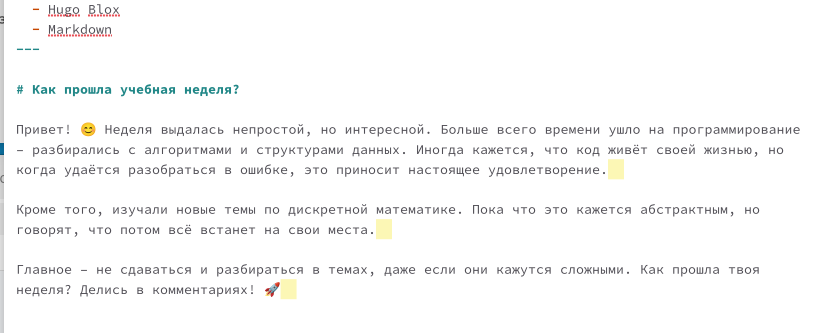 - Hugo Blox
- Markdown
---
# Как прошла учебная неделя?
Привет! 😊 Неделя выдалась непростой, но интересной. Больше всего времени ушло на программирование
– разбирались с алгоритмами и структурами данных. Иногда кажется, что код живёт своей жизнью, но
когда удаётся разобраться в ошибке, это приносит настоящее удовлетворение.
Кроме того, изучали новые темы по дискретной математике. Пока что это кажется абстрактным, но
говорят, что потом всё встанет на свои места.
Главное – не сдаваться и разбираться в темах, даже если они кажутся сложными. Как прошла твоя
неделя? Делись в комментариях! 🚀